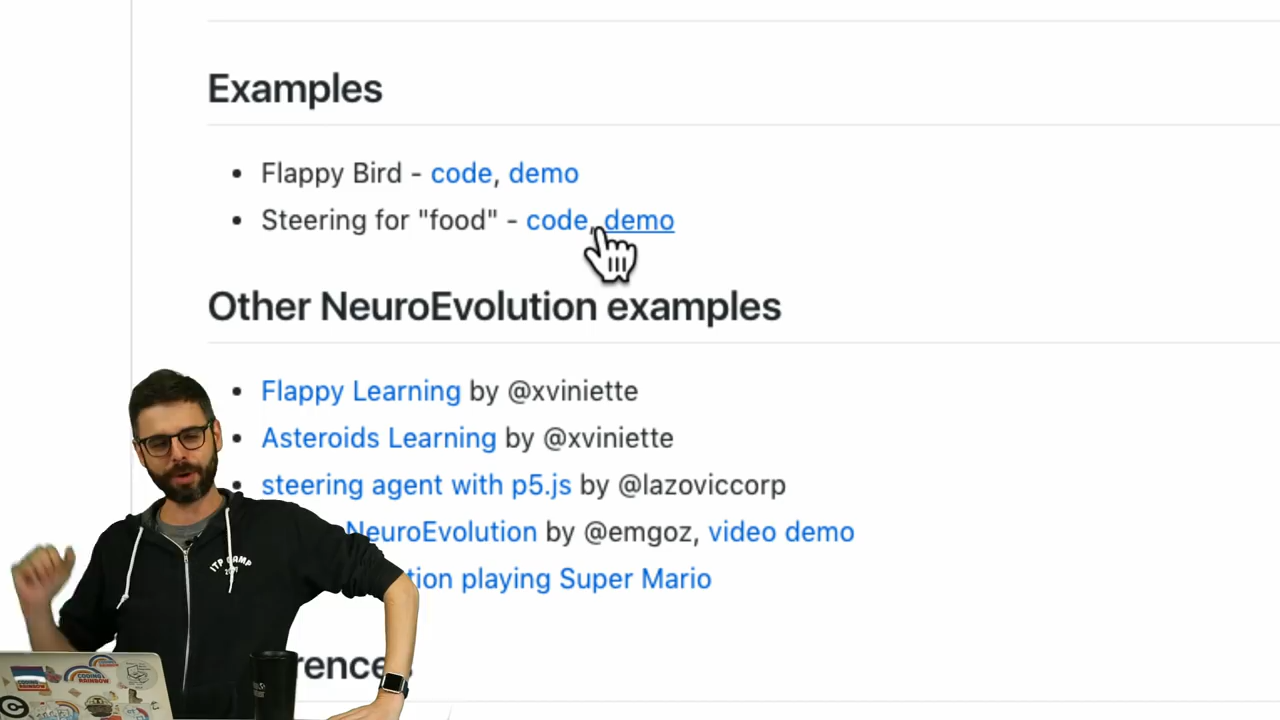 Examples
Flappy Bird - code, demo
Steering for "food" - code, demo
Other NeuroEvolution examples
Flappy Learning by @xviniette
Asteroids Learning by @xviniette
steering agent with p5.js by @lazoviccorp
NeuroEvolution by @emgoz, video demo
tion playing Super Mario
rence
ITP CAMP
CODING RAINBOW